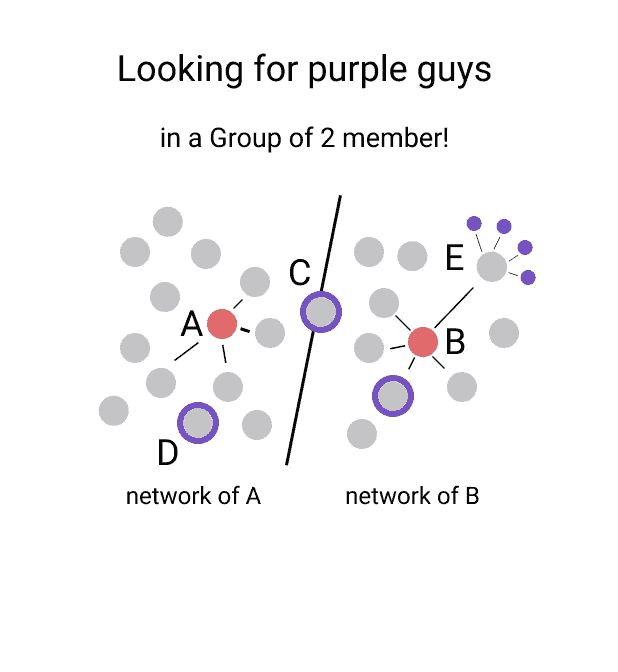 Looking for purple guys
in a Group of 2 member!
C
E
A
B
D
network of A
network of B